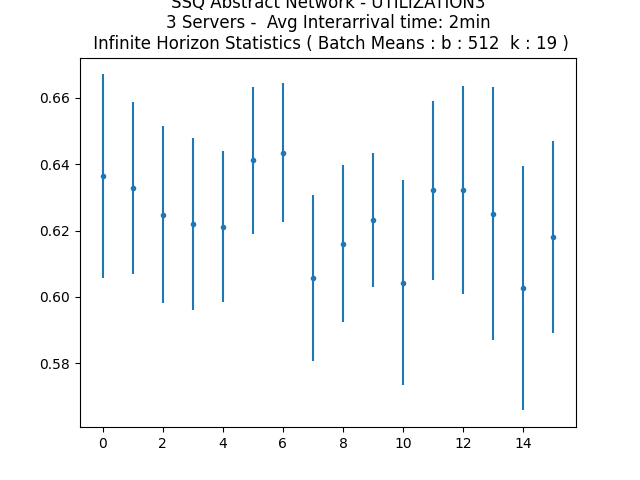 SSQ Abstract Network - UTILIZATION3
3 Servers -  Avg Interarrival time: 2min
Infinite Horizon Statistics ( Batch Means : b : 512  k : 19 )
0.66
0.64
0.62
0.60
0.58
0 2 4 6 8 10 12 14